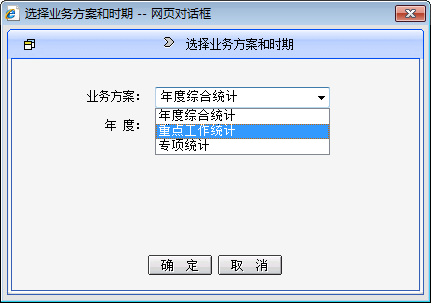 选择业务方案和时期 -- 网页对话框
选择业务方案和时期
业务方案: 年度综合统计
年度综合统计
年 度: 重点工作统计
专项统计
确 定 取 消